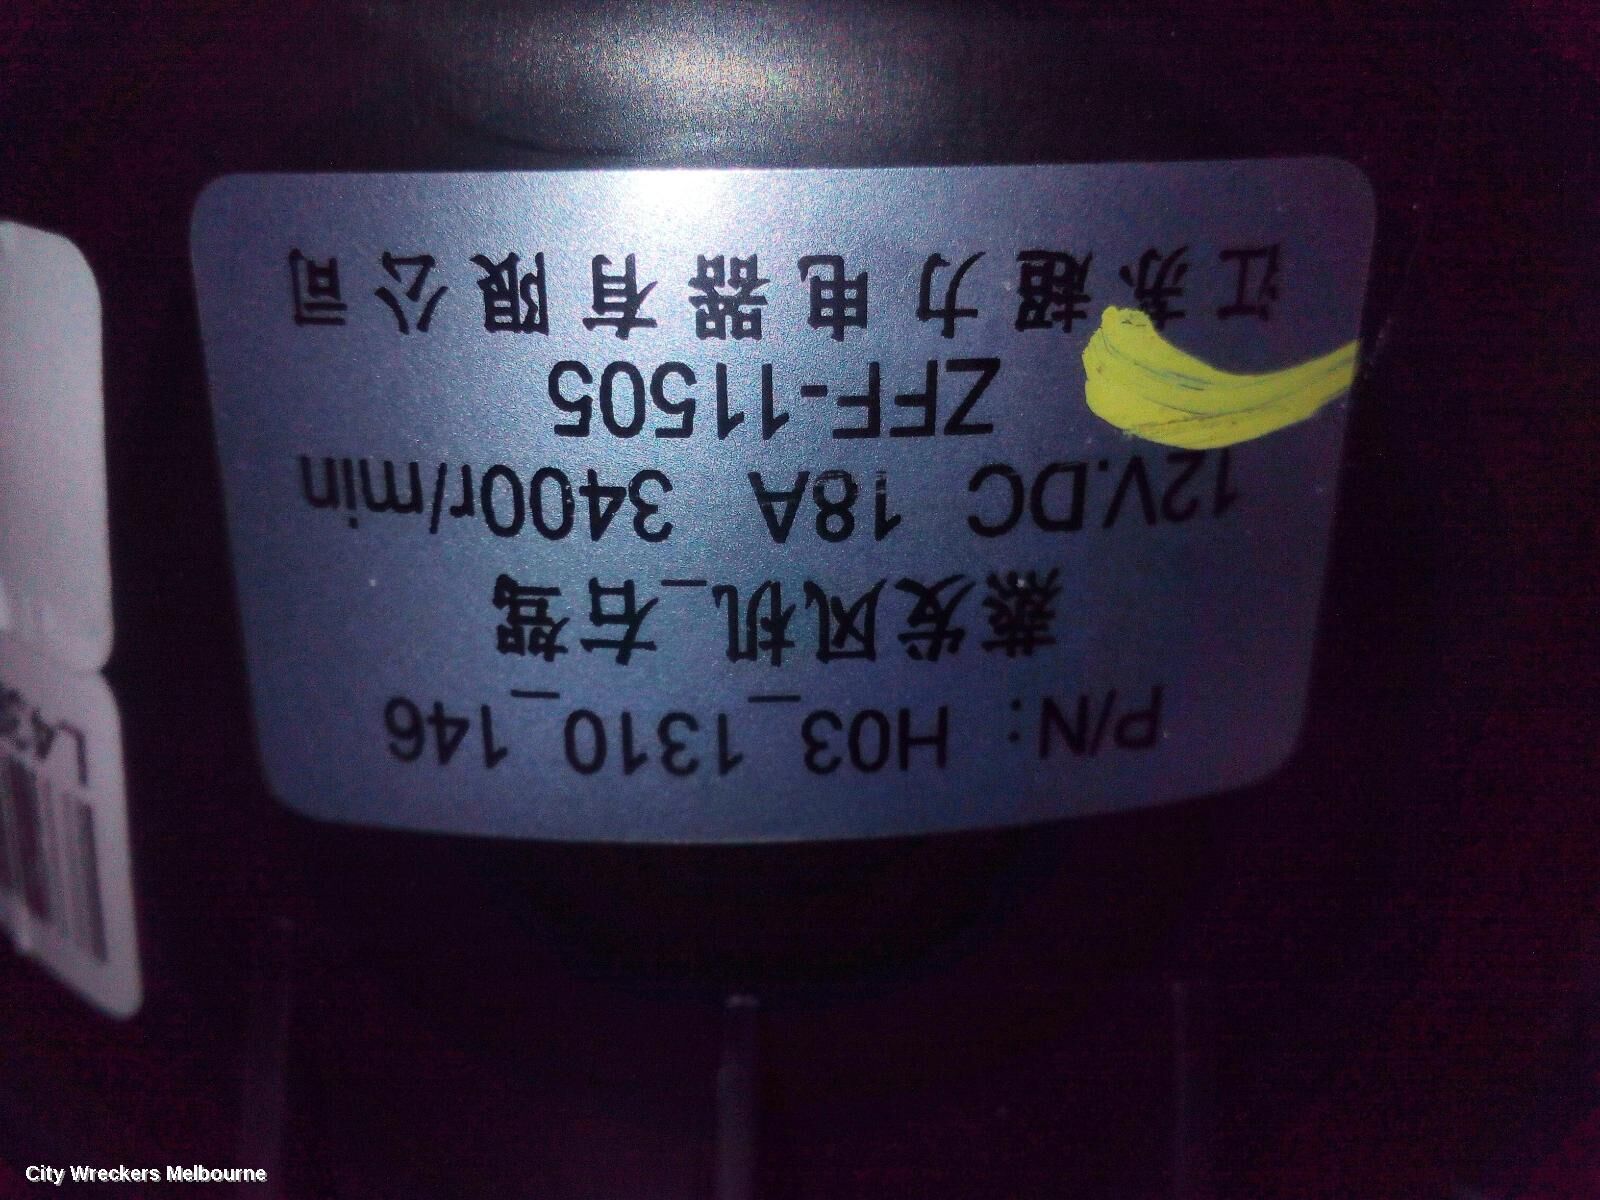 江苏超力电器有限公司
ZFF-11505
12V.DC 18A 3400r/min
蒸发风机_右驾
P/N: H03_1310_146
City Wreckers Melbourne